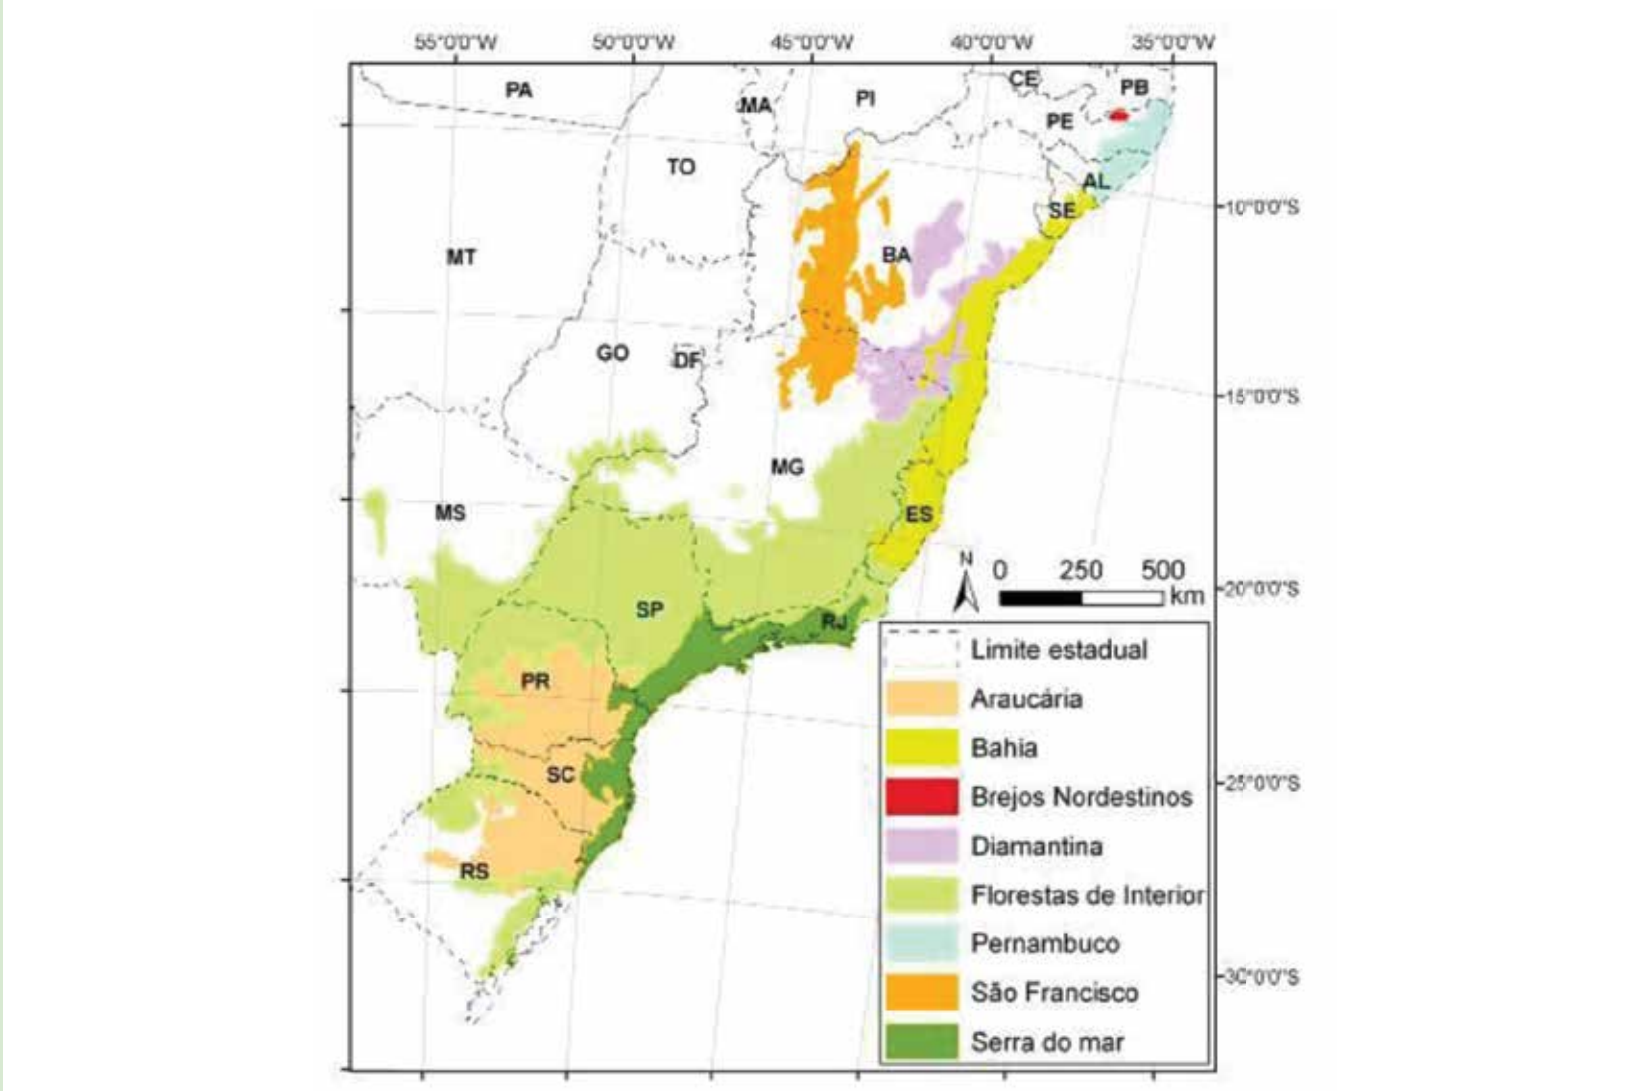 55°0'0"W 50°0'0"W 45°0'0"W 40°0'0"W 35°0'0"W
PA
MA
PI
CE
PB
PE
TO
AL
10°0'0"S
SE
MT
BA
GO
DF
15°0'0"S
MG
MS
ES
N
0 250 500
km
20°0'0"S
SP
RJ
Limite estadual
PR
Araucária
Bahia
SC
25°0'0"S
Brejos Nordestinos
Diamantina
RS
Florestas de Interior
Pernambuco
30°0'0"S
São Francisco
Serra do mar